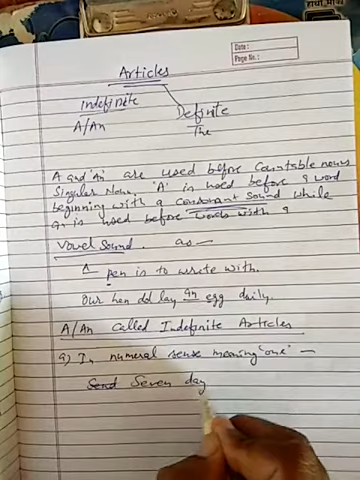 Date :
Page No. :
Articles
Indefinite
Definite
A/An
The
A and 'An' are used before Countable nouns
Singular Noun. 'A' is used before a word
beginning with a consonant sound while
an is used before words with a
Vowel Sound. as—
A pen is to write with.
Our hen did lay an egg daily.
A/An Called Indefinite Articles
a) In numeral sense meaning 'one' —
Seven day